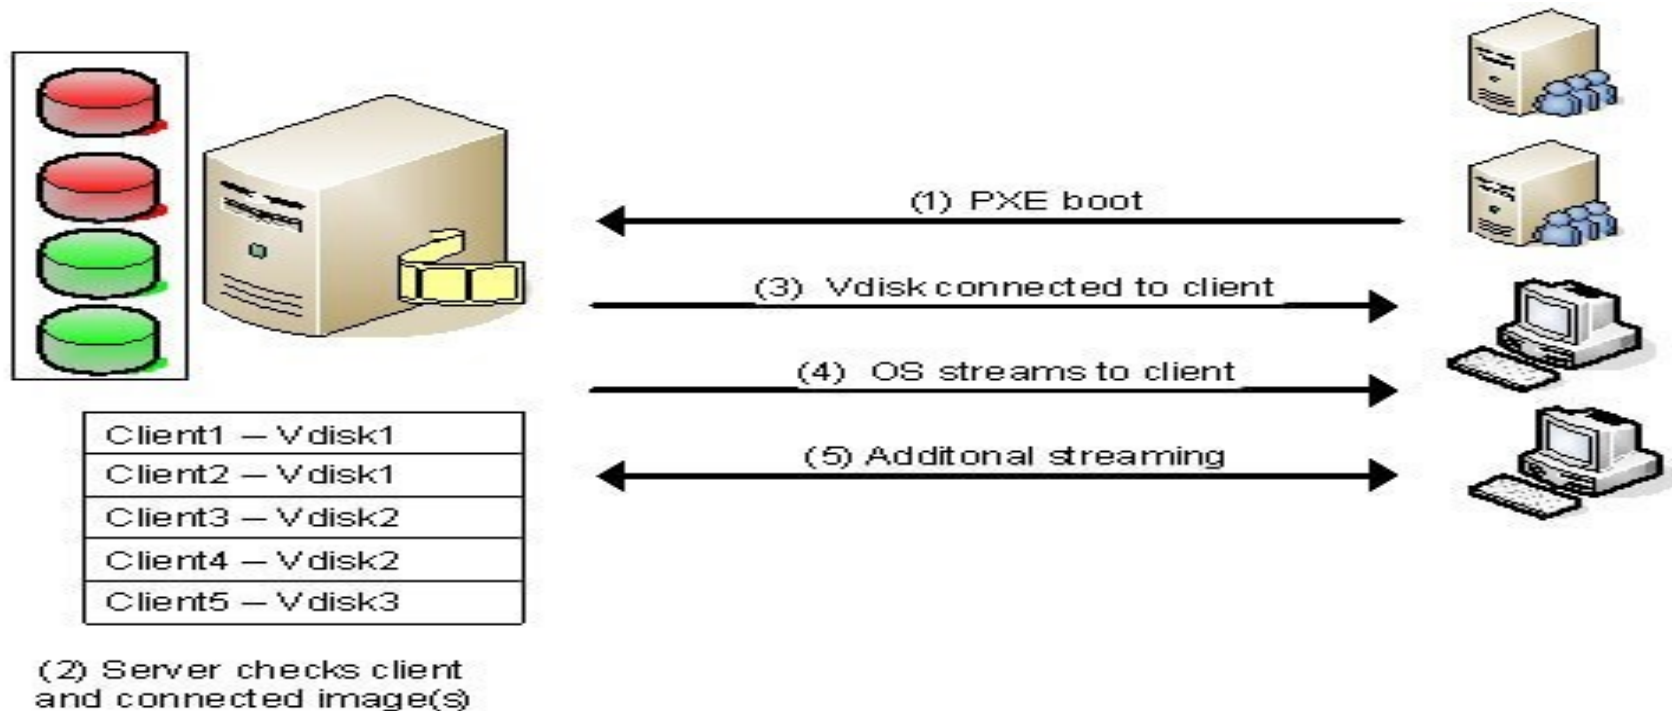 (1) PXE boot
(3) Vdisk connected to client
(4) OS streams to client
(5) Additonal streaming
Client1 – Vdisk1
Client2 – Vdisk1
Client3 – Vdisk2
Client4 – Vdisk2
Client5 – Vdisk3
(2) Server checks client
and connected image(s)